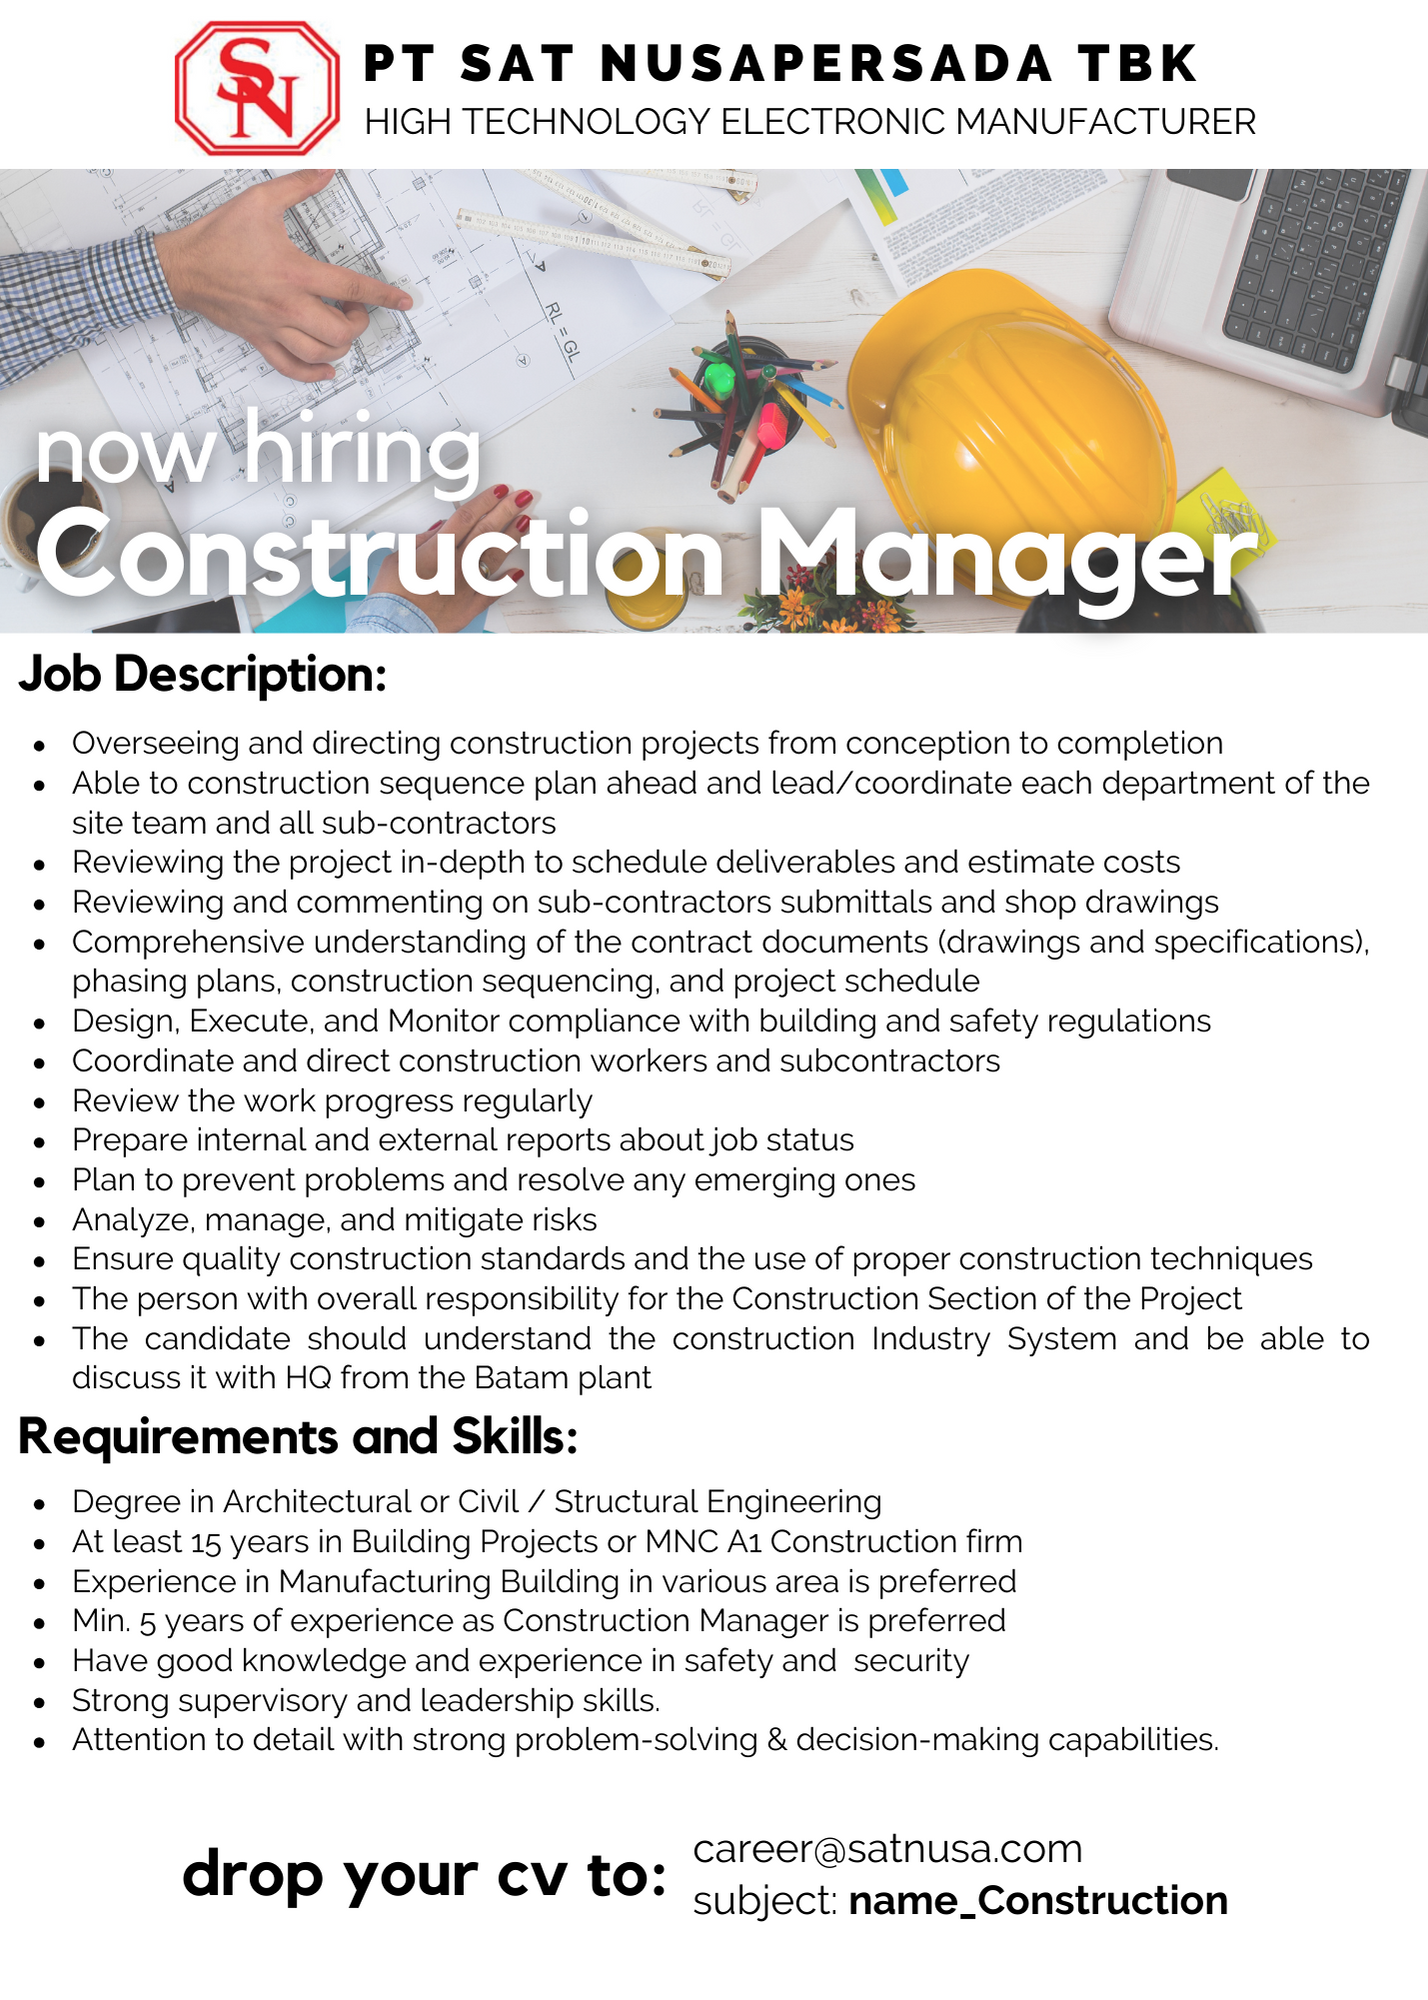 SN
PT SAT NUSAPERSADA TBK
HIGH TECHNOLOGY ELECTRONIC MANUFACTURER
RL = GL
now hiring
Construction Manager
Job Description:
• Overseeing and directing construction projects from conception to completion
• Able to construction sequence plan ahead and lead/coordinate each department of the
site team and all sub-contractors
• Reviewing the project in-depth to schedule deliverables and estimate costs
• Reviewing and commenting on sub-contractors submittals and shop drawings
• Comprehensive understanding of the contract documents (drawings and specifications),
phasing plans, construction sequencing, and project schedule
• Design, Execute, and Monitor compliance with building and safety regulations
• Coordinate and direct construction workers and subcontractors
• Review the work progress regularly
• Prepare internal and external reports about job status
• Plan to prevent problems and resolve any emerging ones
• Analyze, manage, and mitigate risks
• Ensure quality construction standards and the use of proper construction techniques
• The person with overall responsibility for the Construction Section of the Project
• The candidate should understand the construction Industry System and be able to
discuss it with HQ from the Batam plant
Requirements and Skills:
• Degree in Architectural or Civil / Structural Engineering
• At least 15 years in Building Projects or MNC A1 Construction firm
• Experience in Manufacturing Building in various area is preferred
• Min. 5 years of experience as Construction Manager is preferred
• Have good knowledge and experience in safety and  security
• Strong supervisory and leadership skills.
• Attention to detail with strong problem-solving & decision-making capabilities.
drop your cv to:
career@satnusa.com
subject: name_Construction